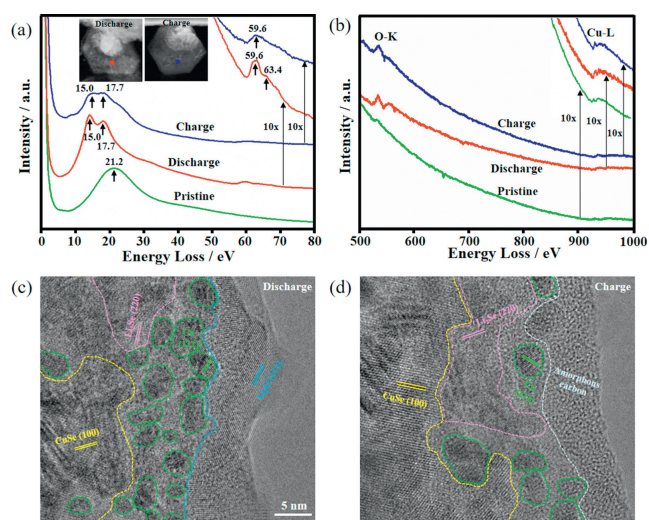 (a)
Discharge
Charge
59.6
59.6
63.4
15.0
17.7
15.0
17.7
21.2
10x
10x
Charge
Discharge
Pristine
Intensity / a.u.
0 10 20 30 40 50 60 70 80
Energy Loss / eV
(b)
O-K
Cu-L
10x
10x
10x
Charge
Discharge
Pristine
Intensity / a.u.
500 600 700 800 900 1000
Energy Loss / eV
(c)
Discharge
CuSe (100)
5 nm
(d)
Charge
CuSe (100)
Amorphous
carbon